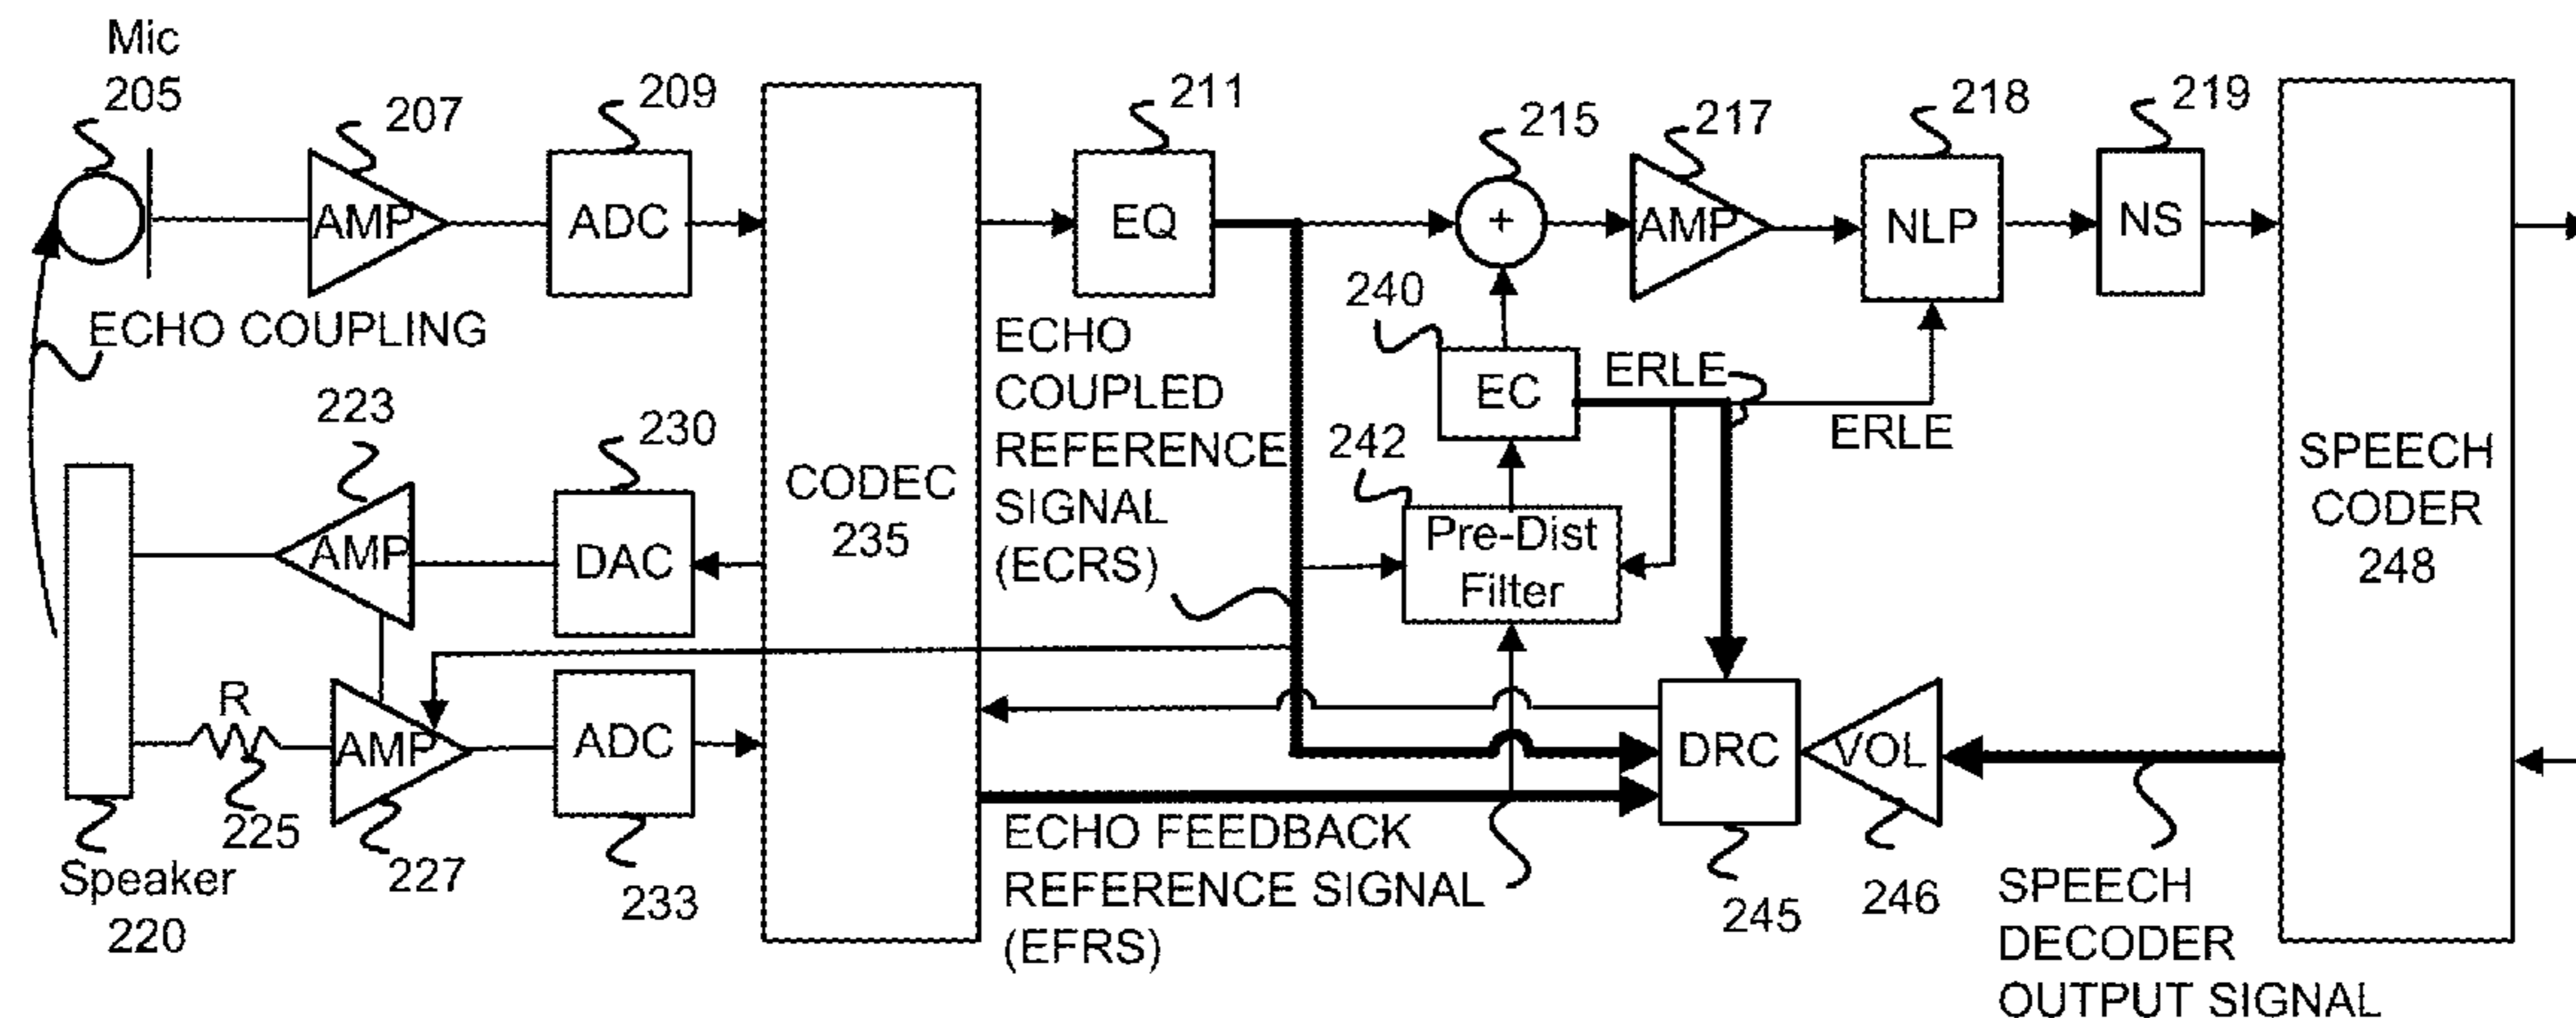 Mic
205
207
209
211
215
217
218
219
AMP
ADC
EQ
+
AMP
NLP
NS
ECHO COUPLING
240
EC
ERLE
ERLE
ECHO
COUPLED
REFERENCE
SIGNAL
(ECRS)
223
230
242
AMP
DAC
CODEC
235
Pre-Dist
Filter
SPEECH
CODER
248
R
AMP
ADC
DRC
VOL
225
227
233
Speaker
220
ECHO FEEDBACK
REFERENCE SIGNAL
(EFRS)
245
246
SPEECH
DECODER
OUTPUT SIGNAL